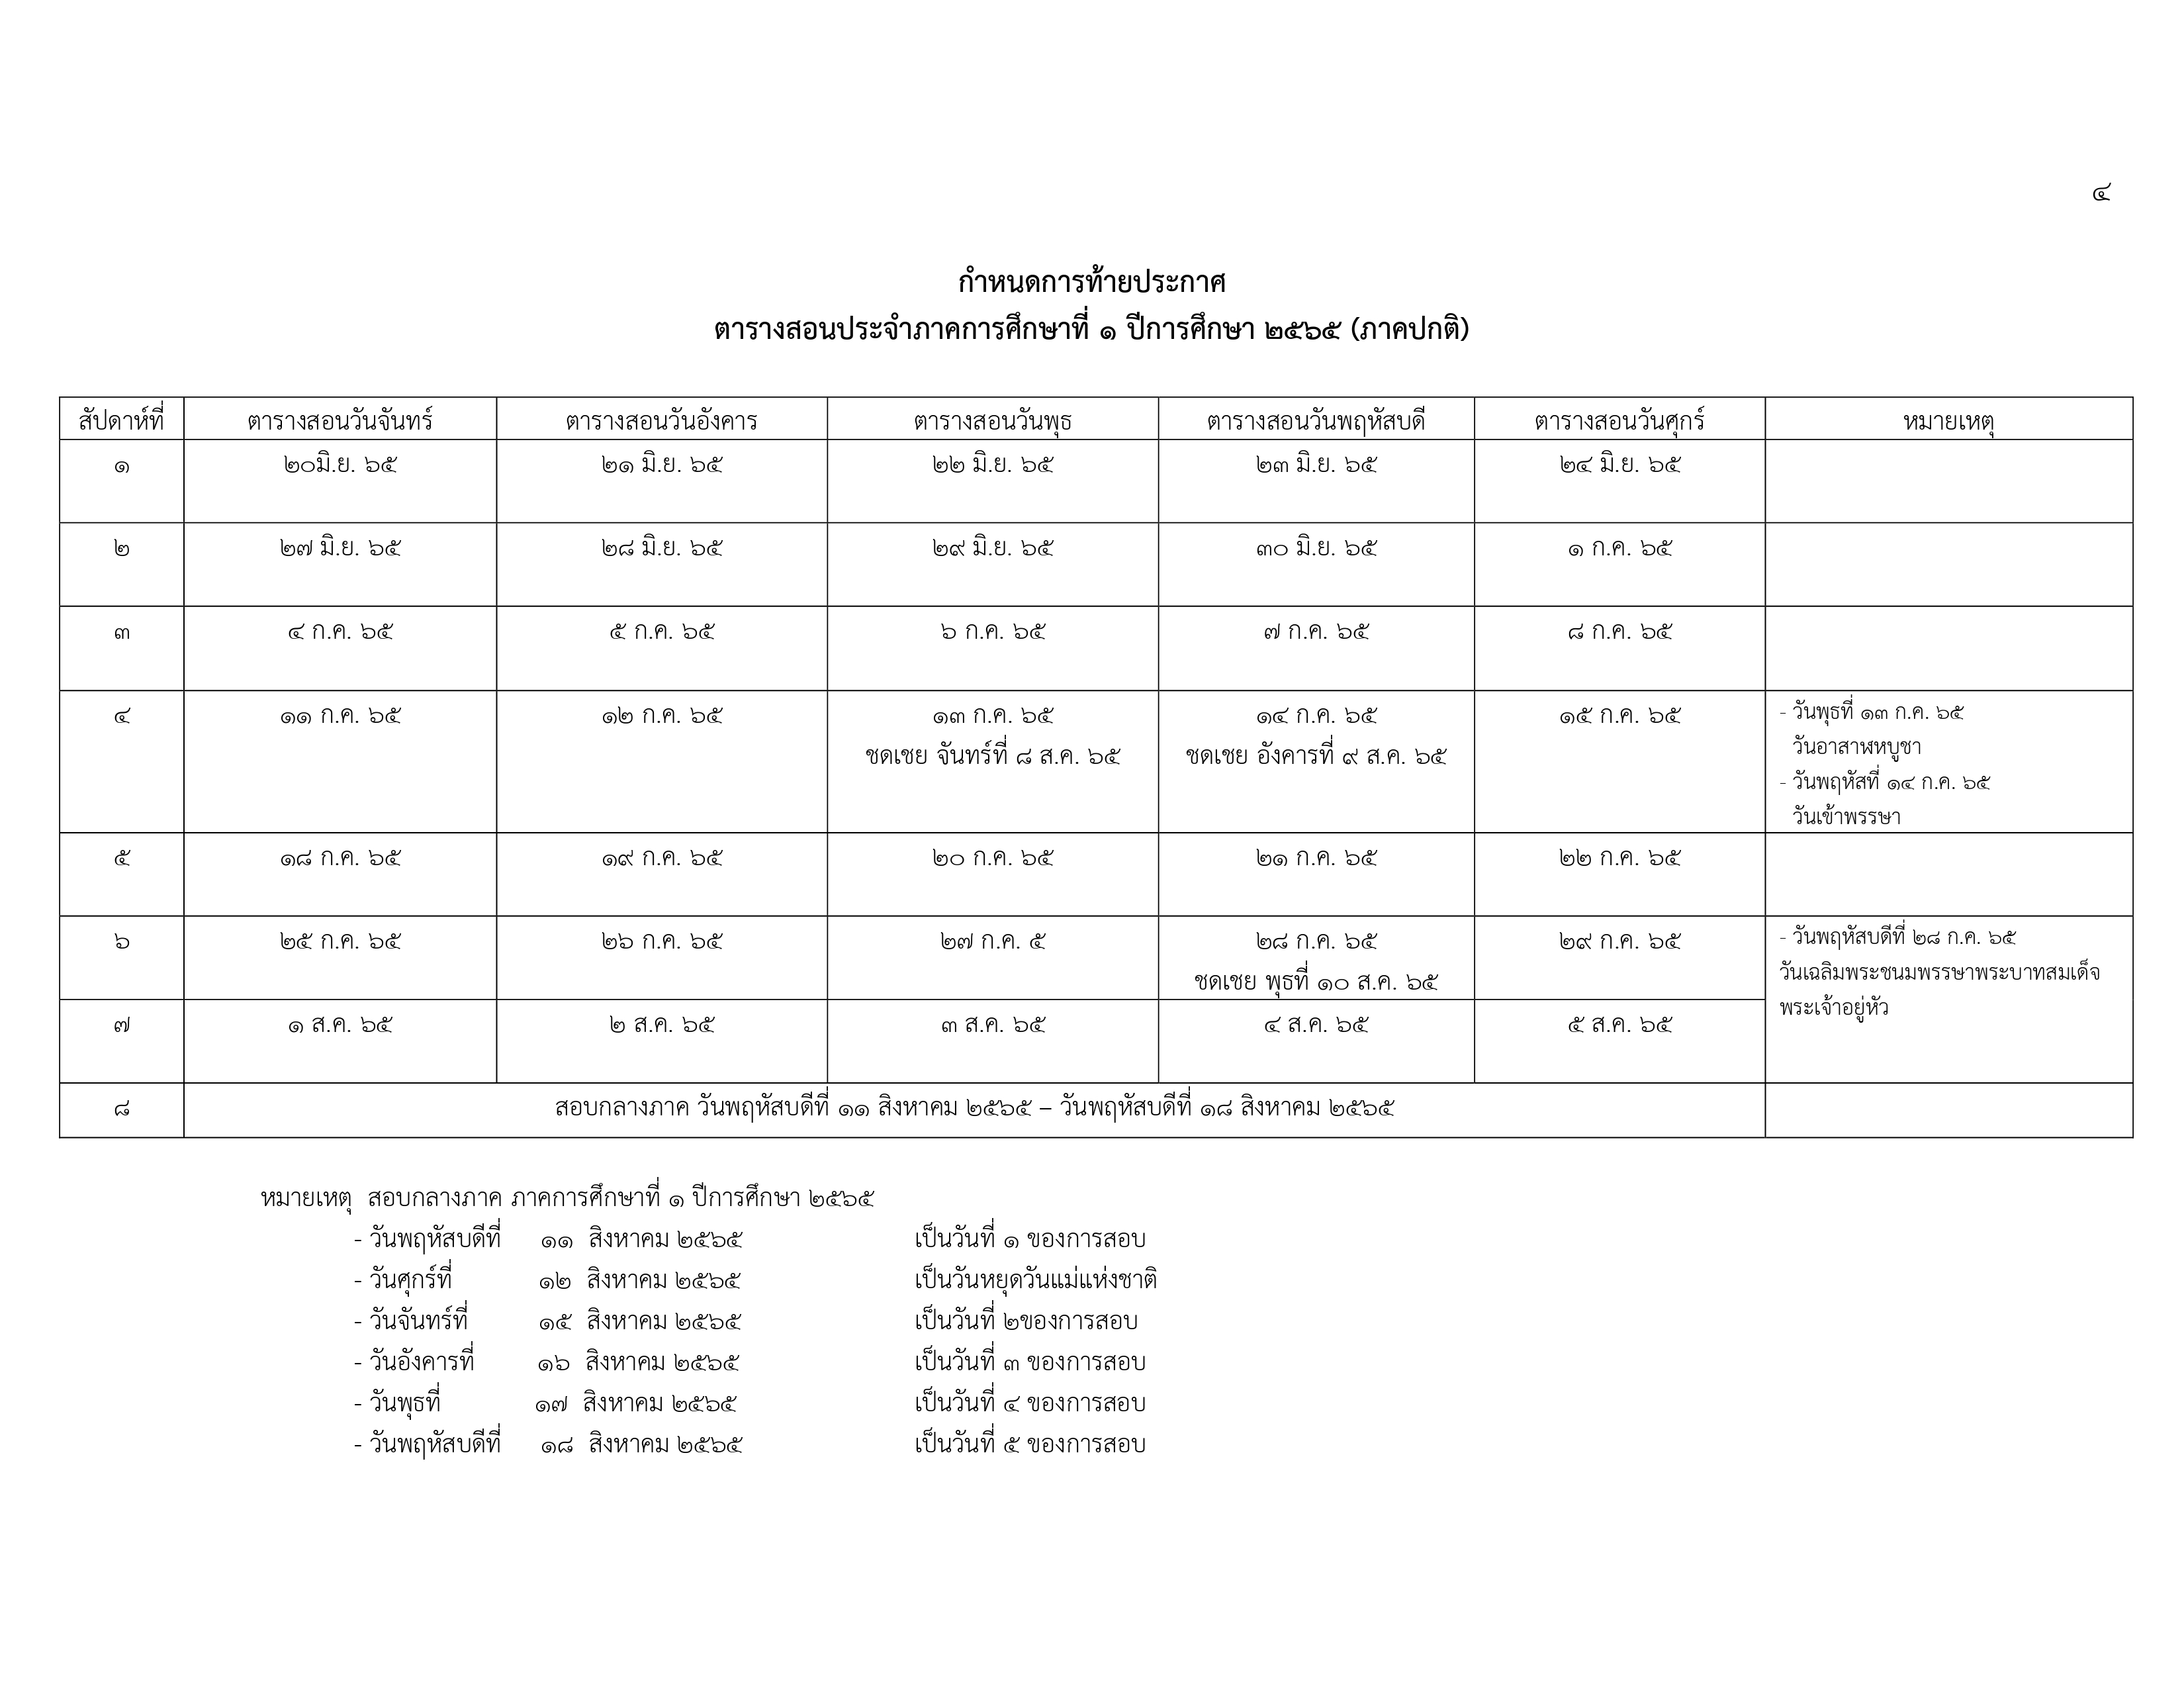 ๔
กำหนดการท้ายประกาศ
ตารางสอนประจำภาคการศึกษาที่ ๑ ปีการศึกษา ๒๕๖๕ (ภาคปกติ)
สัปดาห์ที่ ตารางสอนวันจันทร์ ตารางสอนวันอังคาร ตารางสอนวันพุธ ตารางสอนวันพฤหัสบดี ตารางสอนวันศุกร์ หมายเหตุ
๑ ๒๐มิ.ย. ๖๕ ๒๑ มิ.ย. ๖๕ ๒๒ มิ.ย. ๖๕ ๒๓ มิ.ย. ๖๕ ๒๔ มิ.ย. ๖๕
๒ ๒๗ มิ.ย. ๖๕ ๒๘ มิ.ย. ๖๕ ๒๙ มิ.ย. ๖๕ ๓๐ มิ.ย. ๖๕ ๑ ก.ค. ๖๕
๓ ๔ ก.ค. ๖๕ ๕ ก.ค. ๖๕ ๖ ก.ค. ๖๕ ๗ ก.ค. ๖๕ ๘ ก.ค. ๖๕
๔ ๑๑ ก.ค. ๖๕ ๑๒ ก.ค. ๖๕ ๑๓ ก.ค. ๖๕ ๑๔ ก.ค. ๖๕ ๑๕ ก.ค. ๖๕ - วันพุธที่ ๑๓ ก.ค. ๖๕
ชดเชย จันทร์ที่ ๘ ส.ค. ๖๕ ชดเชย อังคารที่ ๙ ส.ค. ๖๕ วันอาสาฬหบูชา
- วันพฤหัสที่ ๑๔ ก.ค. ๖๕
วันเข้าพรรษา
๕ ๑๘ ก.ค. ๖๕ ๑๙ ก.ค. ๖๕ ๒๐ ก.ค. ๖๕ ๒๑ ก.ค. ๖๕ ๒๒ ก.ค. ๖๕
๖ ๒๕ ก.ค. ๖๕ ๒๖ ก.ค. ๖๕ ๒๗ ก.ค. ๕ ๒๘ ก.ค. ๖๕ ๒๙ ก.ค. ๖๕ - วันพฤหัสบดีที่ ๒๘ ก.ค. ๖๕
ชดเชย พุธที่ ๑๐ ส.ค. ๖๕ วันเฉลิมพระชนมพรรษาพระบาทสมเด็จ
พระเจ้าอยู่หัว
๗ ๑ ส.ค. ๖๕ ๒ ส.ค. ๖๕ ๓ ส.ค. ๖๕ ๔ ส.ค. ๖๕ ๕ ส.ค. ๖๕
๘ สอบกลางภาค วันพฤหัสบดีที่ ๑๑ สิงหาคม ๒๕๖๕ – วันพฤหัสบดีที่ ๑๘ สิงหาคม ๒๕๖๕
หมายเหตุ สอบกลางภาค ภาคการศึกษาที่ ๑ ปีการศึกษา ๒๕๖๕
- วันพฤหัสบดีที่ ๑๑ สิงหาคม ๒๕๖๕ เป็นวันที่ ๑ ของการสอบ
- วันศุกร์ที่ ๑๒ สิงหาคม ๒๕๖๕ เป็นวันหยุดวันแม่แห่งชาติ
- วันจันทร์ที่ ๑๕ สิงหาคม ๒๕๖๕ เป็นวันที่ ๒ของการสอบ
- วันอังคารที่ ๑๖ สิงหาคม ๒๕๖๕ เป็นวันที่ ๓ ของการสอบ
- วันพุธที่ ๑๗ สิงหาคม ๒๕๖๕ เป็นวันที่ ๔ ของการสอบ
- วันพฤหัสบดีที่ ๑๘ สิงหาคม ๒๕๖๕ เป็นวันที่ ๕ ของการสอบ